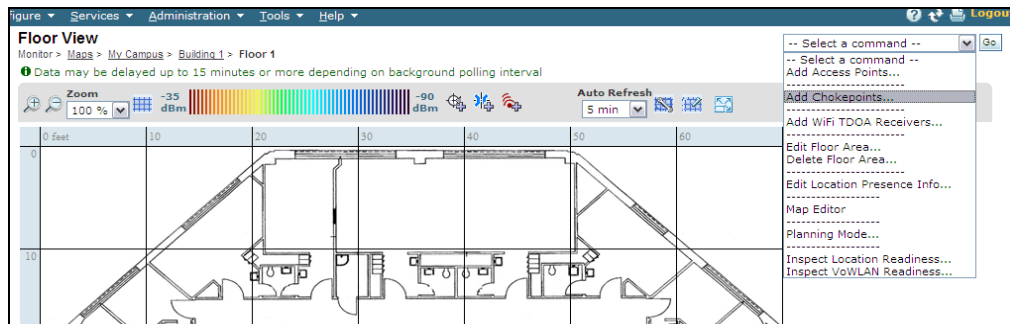 igure Services Administration Tools Help Logou
Floor View
Monitor > Maps > My Campus > Building 1 > Floor 1
Data may be delayed up to 15 minutes or more depending on background polling interval
-- Select a command -- Go
-- Select a command --
Add Access Points...
------------------------
Add Chokepoints...
------------------------
Add WiFi TDOA Receivers...
------------------------
Edit Floor Area...
Delete Floor Area...
------------------------
Edit Location Presence Info...
-------------------
Map Editor
-------------------
Planning Mode...
-------------------
Inspect Location Readiness...
Inspect VoWLAN Readiness...
Zoom
100 %
-35
dBm
-90
dBm
Auto Refresh
5 min
0 feet 10 20 30 40 50 60
0
10